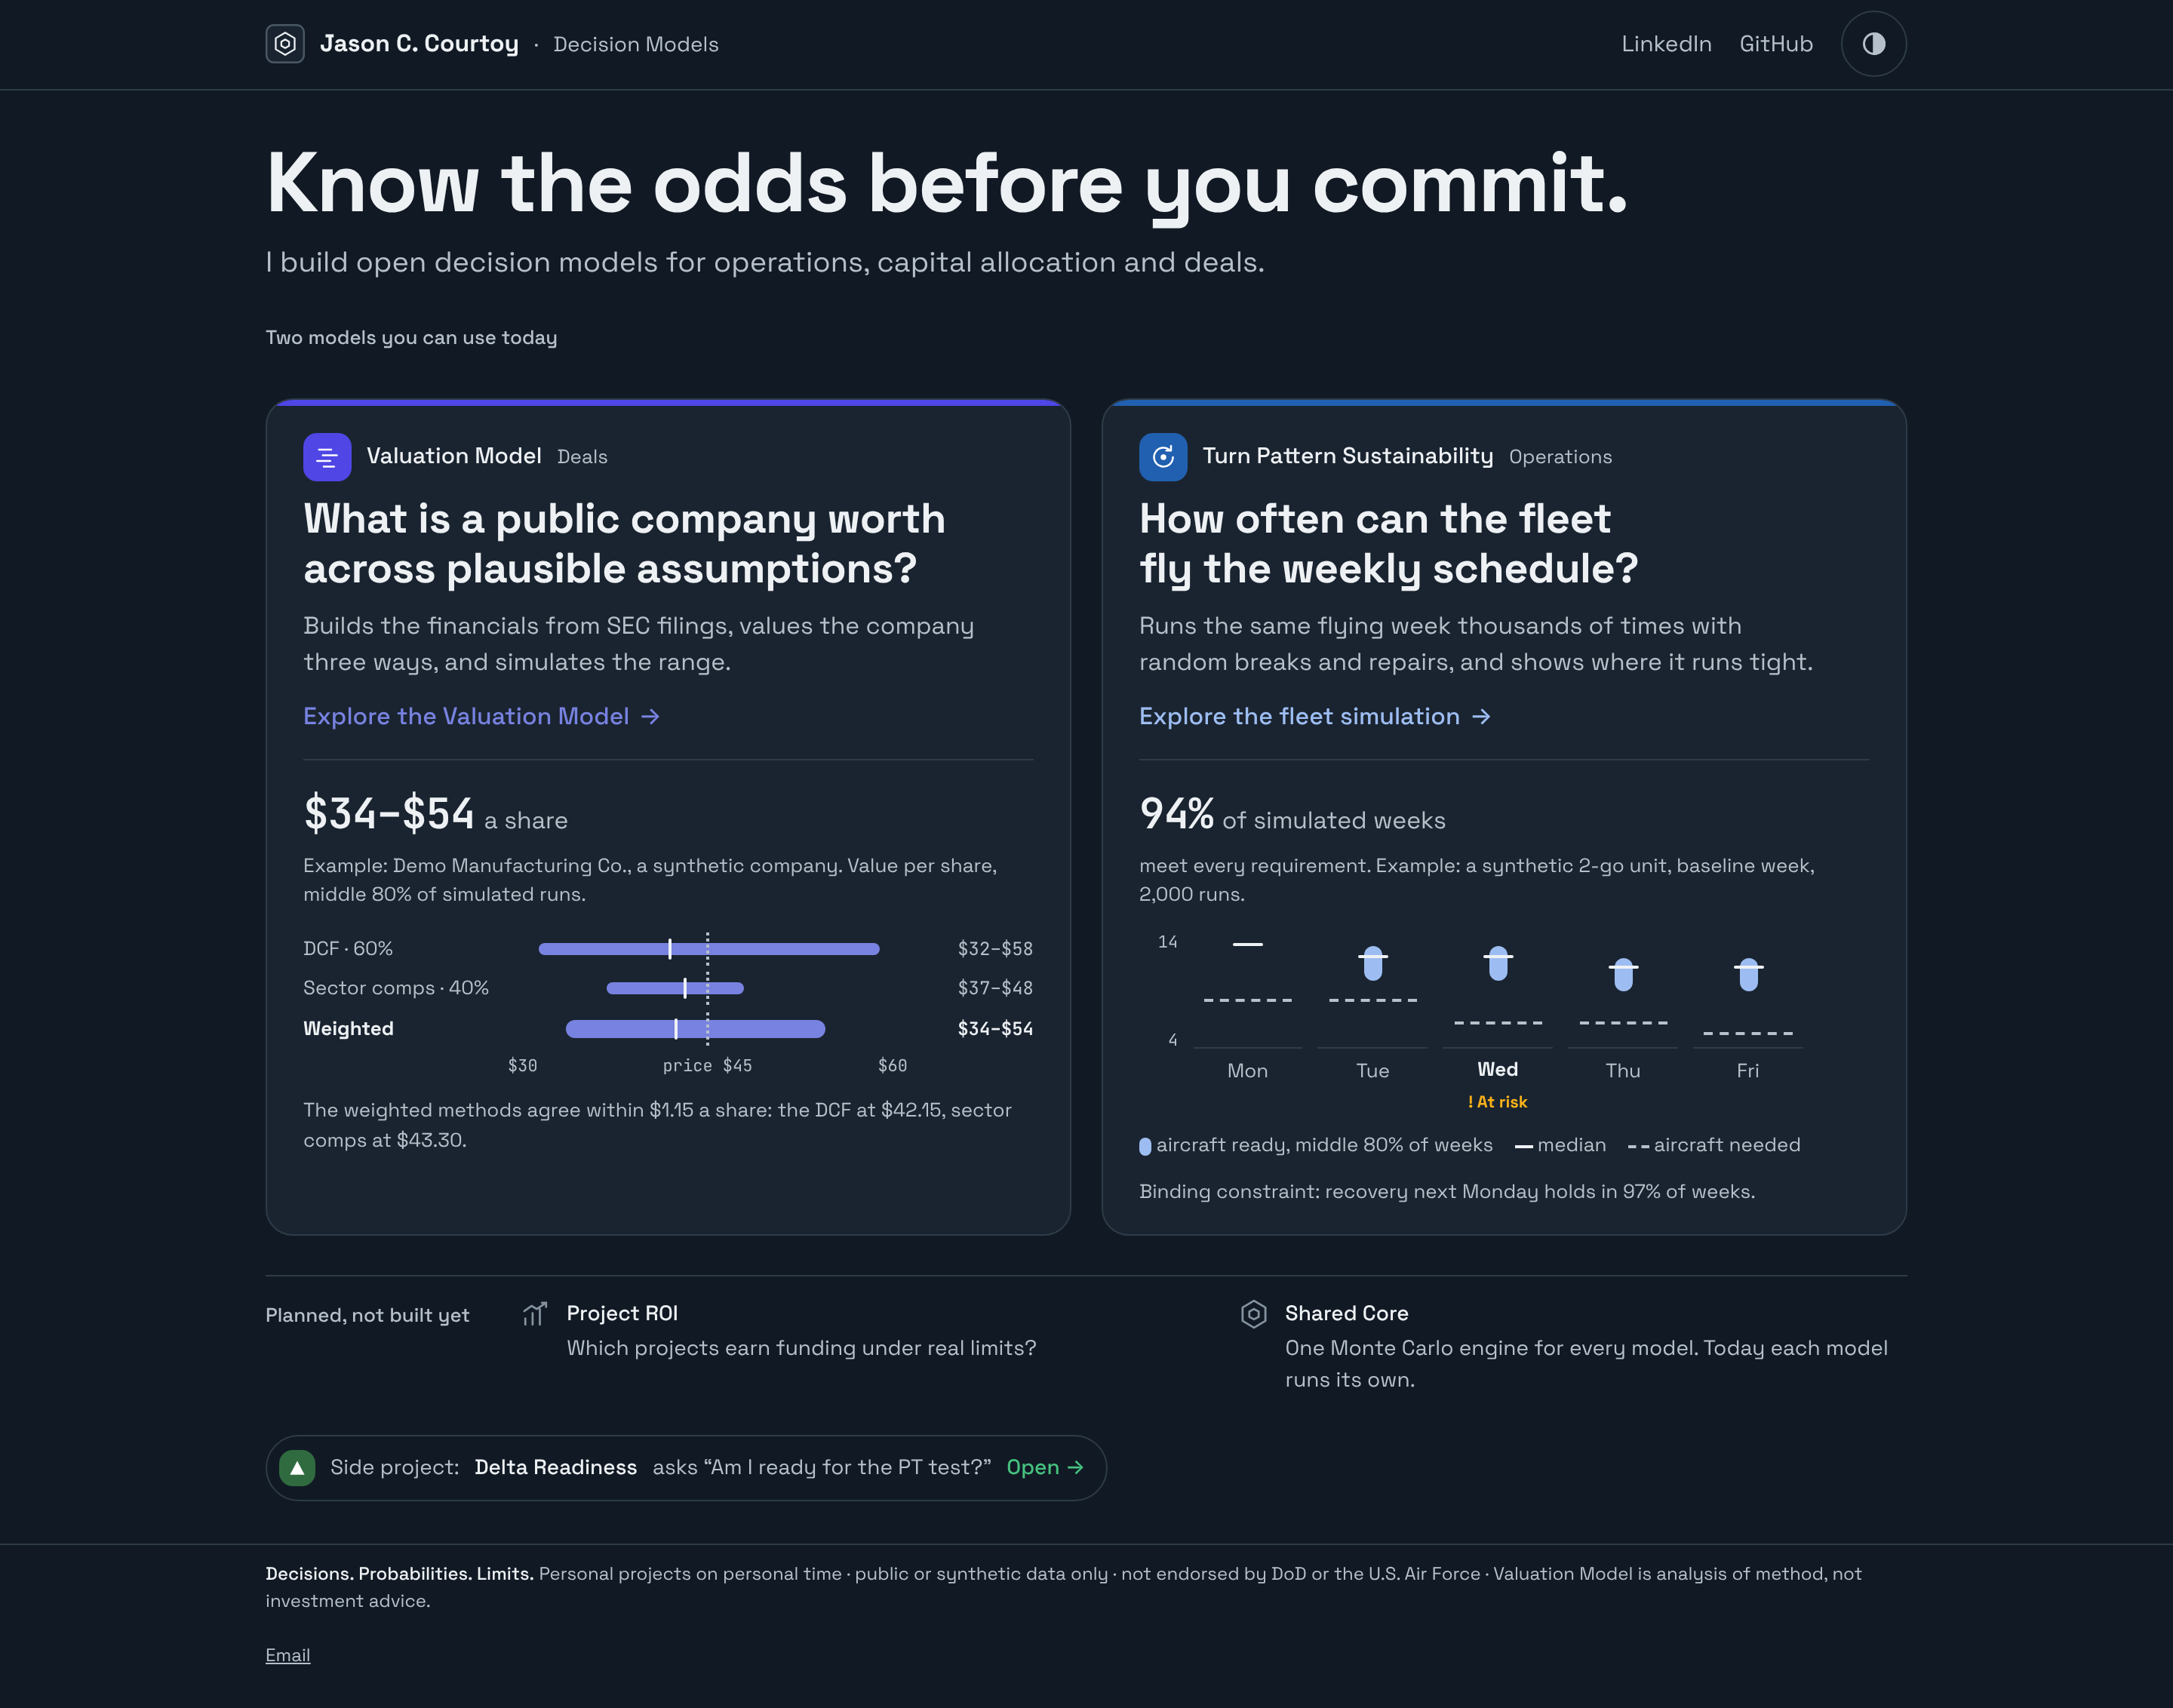 Jason C. Courtoy · Decision Models
LinkedIn GitHub
Know the odds before you commit.
I build open decision models for operations, capital allocation and deals.
Two models you can use today
Valuation Model Deals
What is a public company worth
across plausible assumptions?
Builds the financials from SEC filings, values the company
three ways, and simulates the range.
Explore the Valuation Model →
$34–$54 a share
Example: Demo Manufacturing Co., a synthetic company. Value per share,
middle 80% of simulated runs.
DCF · 60% $32–$58
Sector comps · 40% $37–$48
Weighted $34–$54
$30 price $45 $60
The weighted methods agree within $1.15 a share: the DCF at $42.15, sector
comps at $43.30.
Turn Pattern Sustainability Operations
How often can the fleet
fly the weekly schedule?
Runs the same flying week thousands of times with
random breaks and repairs, and shows where it runs tight.
Explore the fleet simulation →
94% of simulated weeks
meet every requirement. Example: a synthetic 2-go unit, baseline week,
2,000 runs.
14
4
Mon Tue Wed Thu Fri
! At risk
aircraft ready, middle 80% of weeks median aircraft needed
Binding constraint: recovery next Monday holds in 97% of weeks.
Planned, not built yet
Project ROI
Which projects earn funding under real limits?
Shared Core
One Monte Carlo engine for every model. Today each model
runs its own.
Side project: Delta Readiness asks “Am I ready for the PT test?” Open →
Decisions. Probabilities. Limits. Personal projects on personal time · public or synthetic data only · not endorsed by DoD or the U.S. Air Force · Valuation Model is analysis of method, not
investment advice.
Email